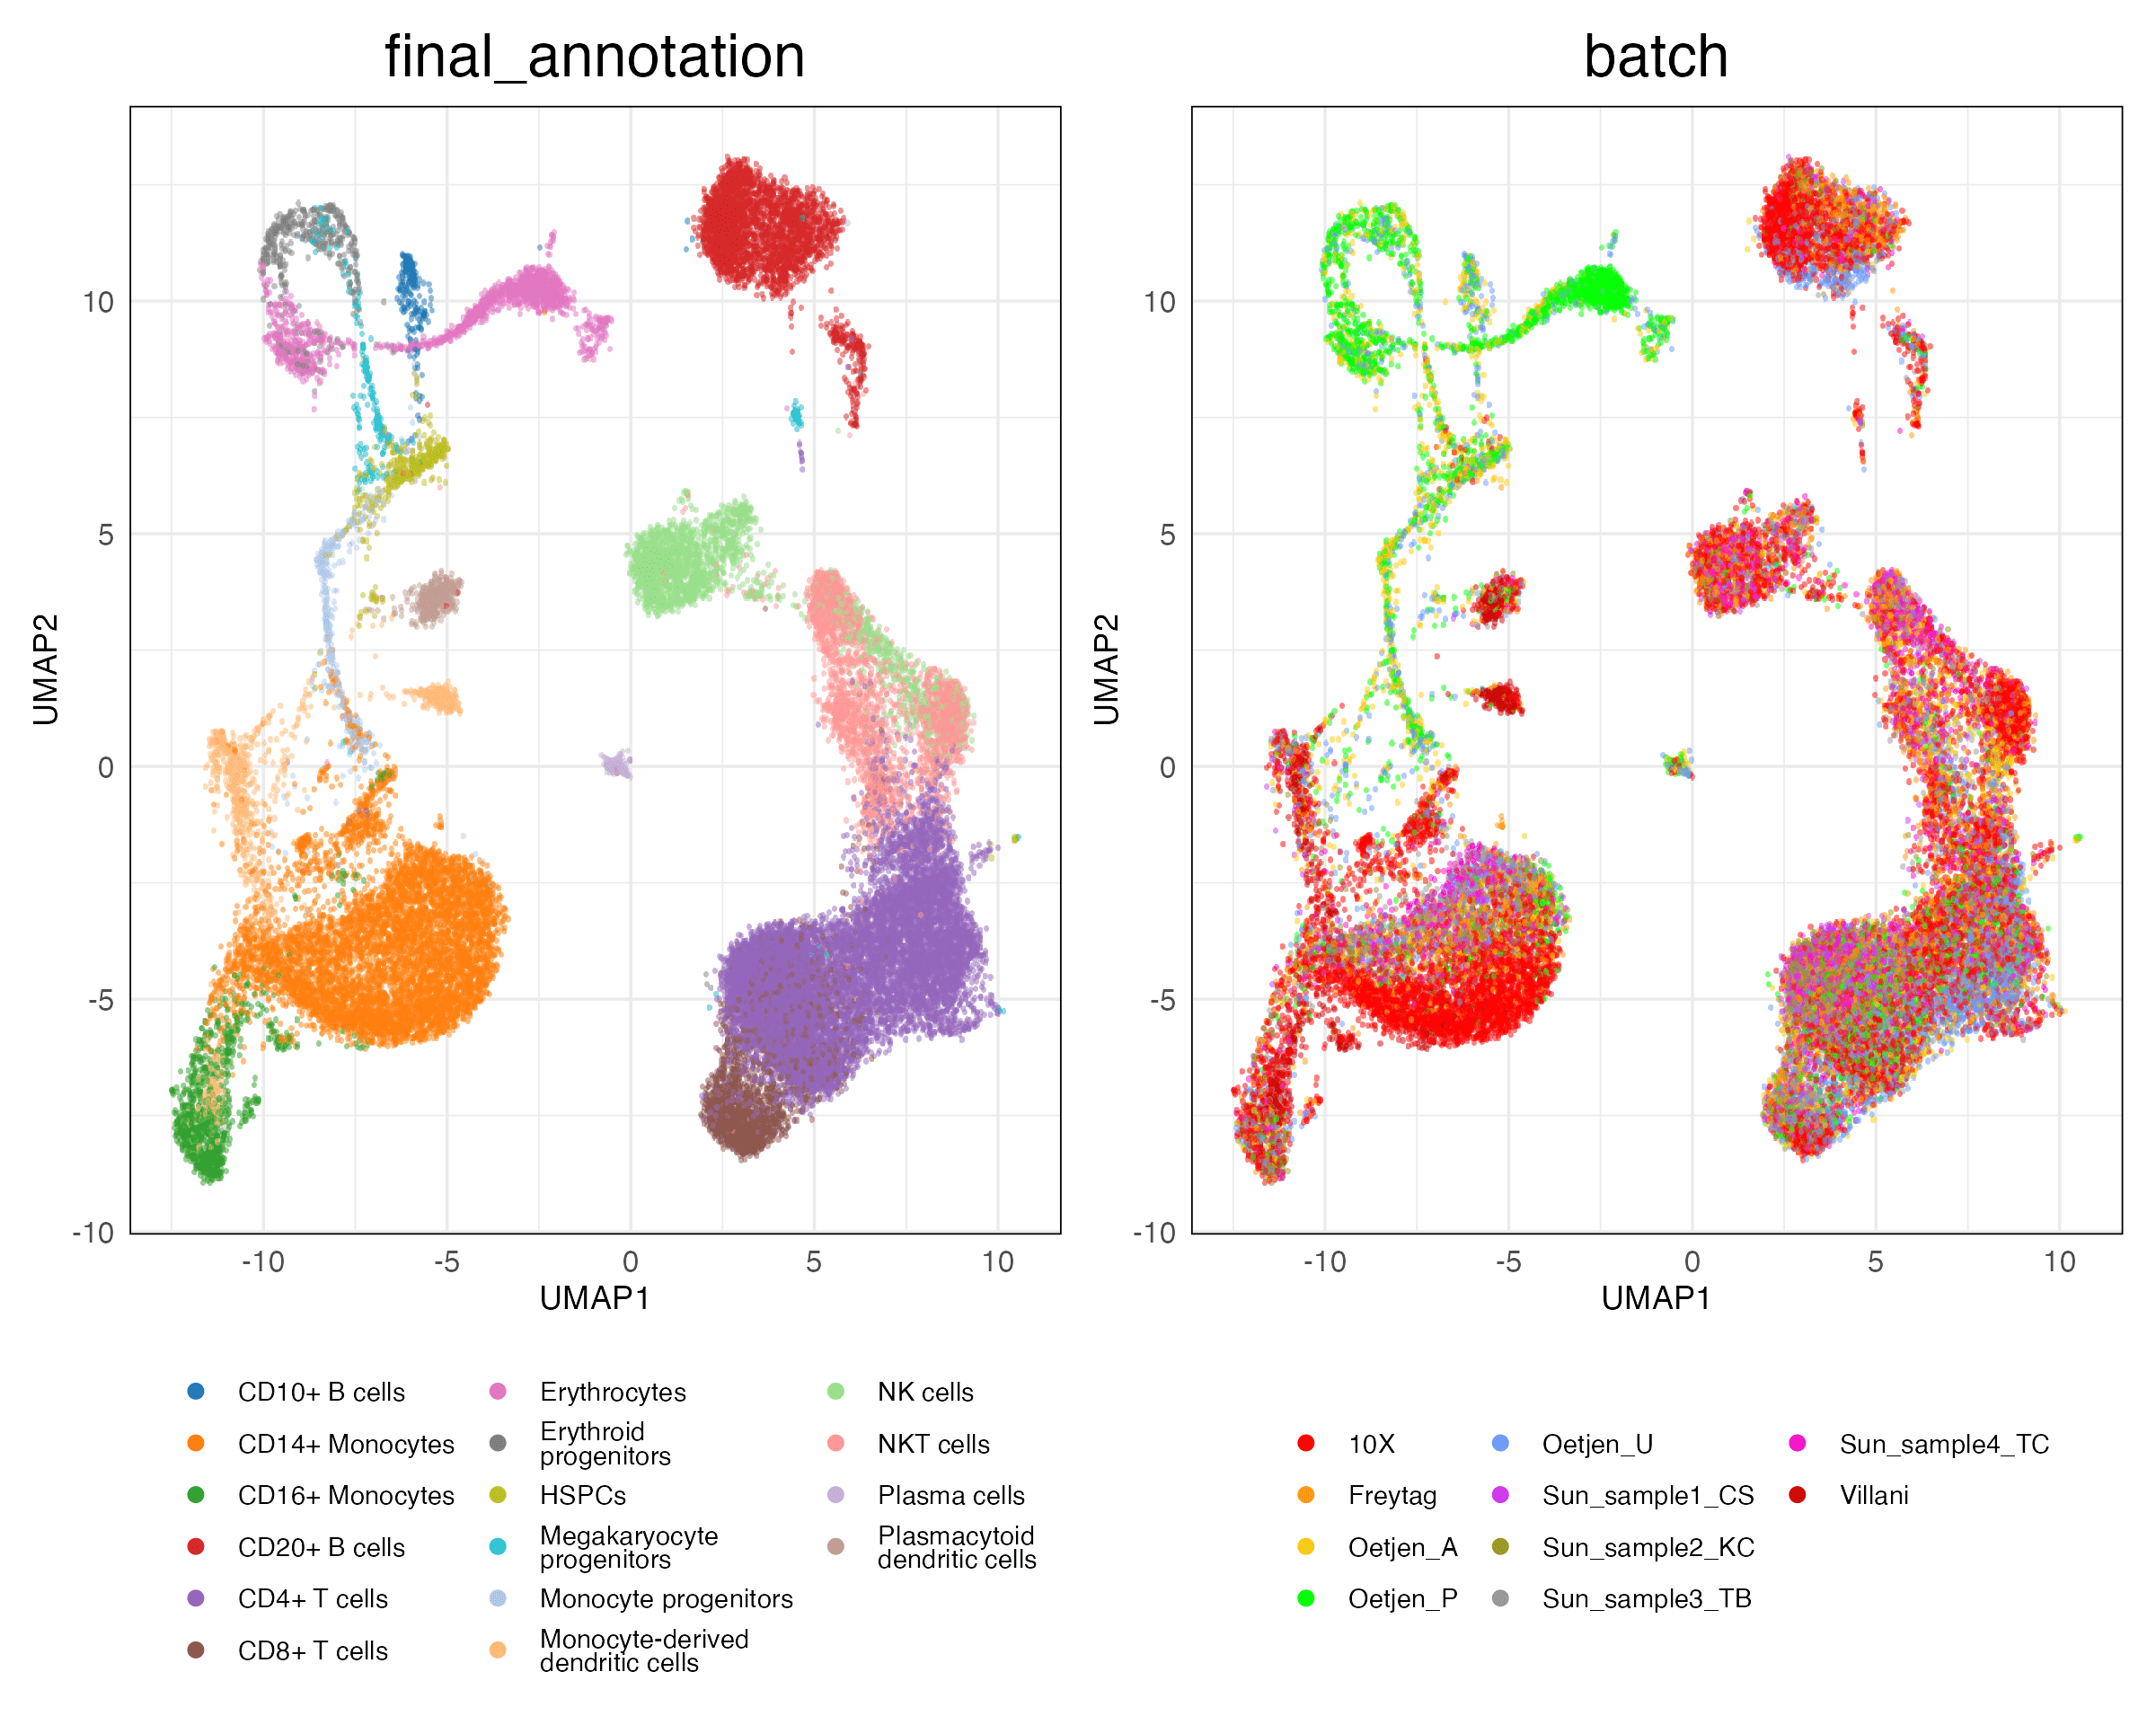 final_annotation
batch
UMAP2
10
5
0
-5
-10
-10
-5
0
5
10
UMAP1
UMAP2
10
5
0
-5
-10
-10
-5
0
5
10
UMAP1
CD10+ B cells
CD14+ Monocytes
CD16+ Monocytes
CD20+ B cells
CD4+ T cells
CD8+ T cells
Erythrocytes
Erythroid
progenitors
HSPCs
Megakaryocyte
progenitors
Monocyte progenitors
Monocyte-derived
dendritic cells
NK cells
NKT cells
Plasma cells
Plasmacytoid
dendritic cells
10X
Freytag
Oetjen_A
Oetjen_P
Oetjen_U
Sun_sample1_CS
Sun_sample2_KC
Sun_sample3_TB
Sun_sample4_TC
Villani